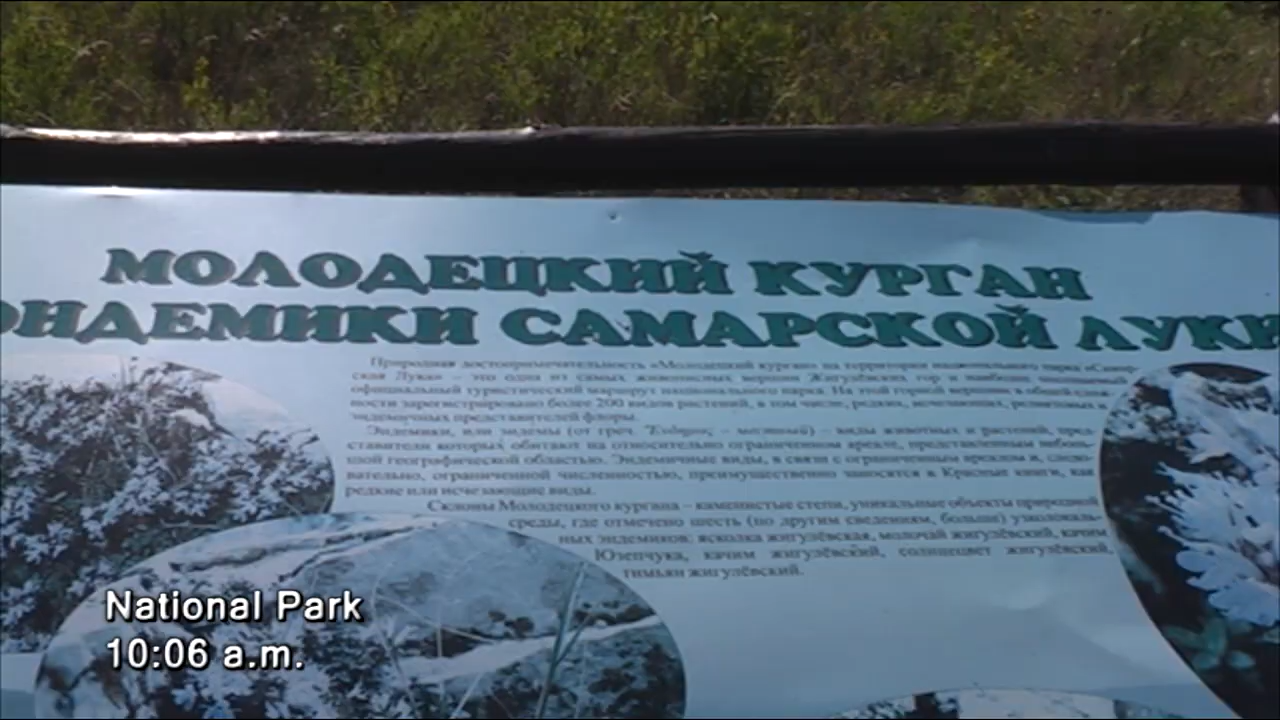 МОЛОДЕЦКИЙ КУРГАН
ЭНДЕМИКИ САМАРСКОЙ ЛУКИ
Природная достопримечательность «Молодецкий курган» на территории национального парка «Самар-
ская Лука» – это одна из самых живописных вершин Жигулёвских гор и наиболее
официальный туристический маршрут национального парка. На этой горной вершине в общей слож-
ности зарегистрировано более 200 видов растений, в том числе, редких, исчезающих, реликтовых и
эндемичных представителей флоры.
Эндемики, или эндемы (от греч. – местный) – виды животных и растений, пред-
ставители которых обитают на относительно ограниченном ареале, представленным неболь-
шой географической областью. Эндемичные виды, в связи с ограниченным ареалом и, следо-
вательно, ограниченной численностью, преимущественно заносятся в Красные книги, как
редкие или исчезающие виды.
Склоны Молодецкого кургана – каменистые степи, уникальные объекты природной
среды, где отмечено шесть (по другим сведениям, больше) узколокаль-
ных эндемиков: ясколка жигулёвская, молочай жигулёвский, качим
Юзепчука, качим жигулёвский, солнцецвет жигулёвский,
тимьян жигулёвский.
National Park
10:06 a.m.